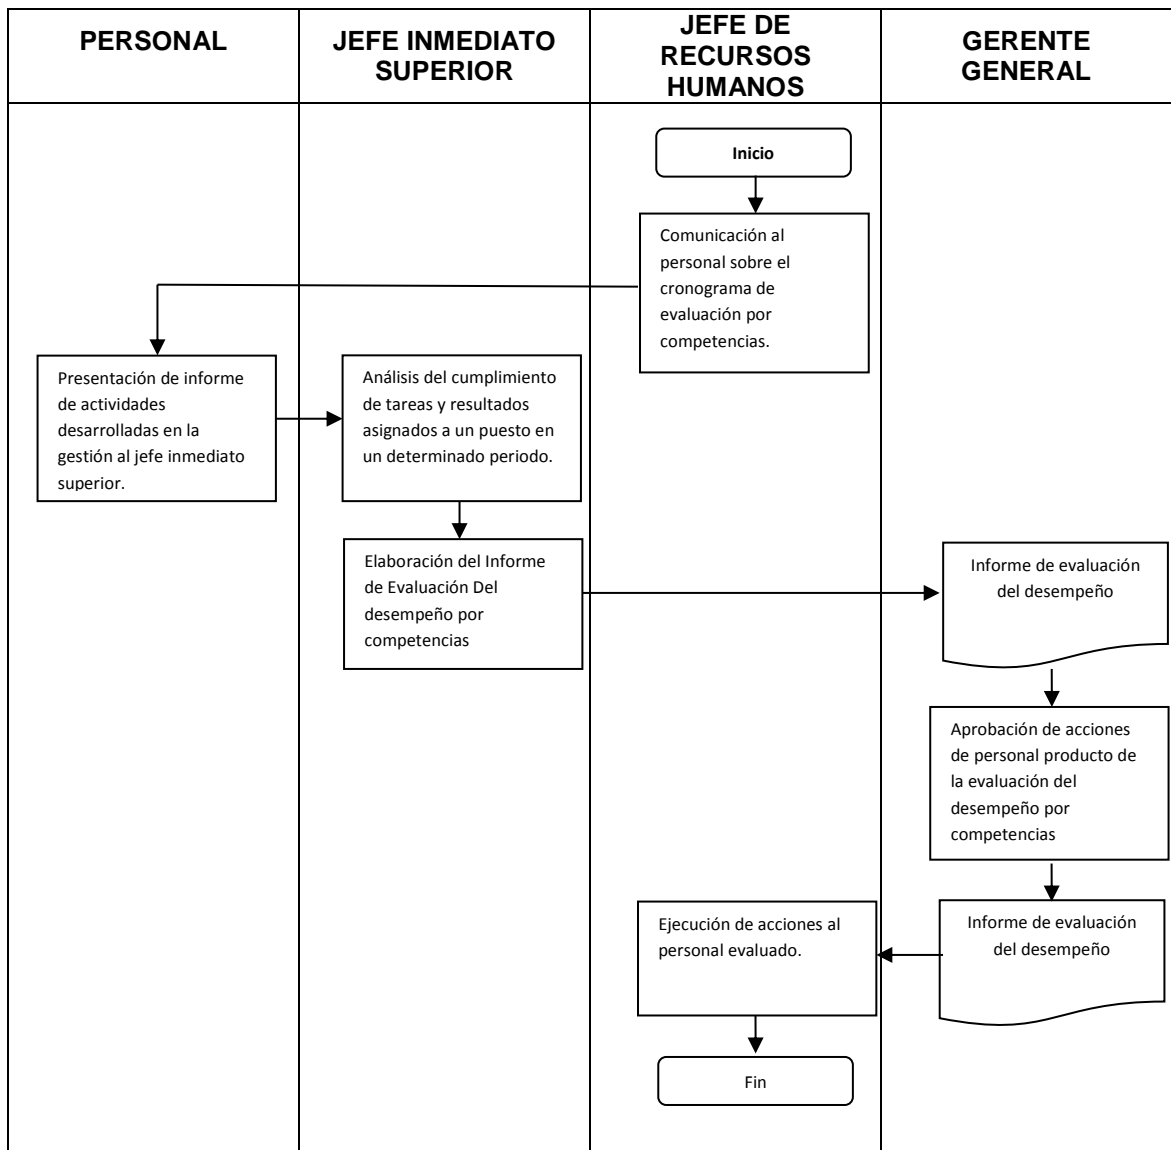 PERSONAL
JEFE INMEDIATO
SUPERIOR
JEFE DE
RECURSOS
HUMANOS
GERENTE
GENERAL
Inicio
Comunicación al
personal sobre el
cronograma de
evaluación por
competencias.
Presentación de informe
de actividades
desarrolladas en la
gestión al jefe inmediato
superior.
Análisis del cumplimiento
de tareas y resultados
asignados a un puesto en
un determinado periodo.
Elaboración del Informe
de Evaluación Del
desempeño por
competencias
Informe de evaluación
del desempeño
Aprobación de acciones
de personal producto de
la evaluación del
desempeño por
competencias
Informe de evaluación
del desempeño
Ejecución de acciones al
personal evaluado.
Fin